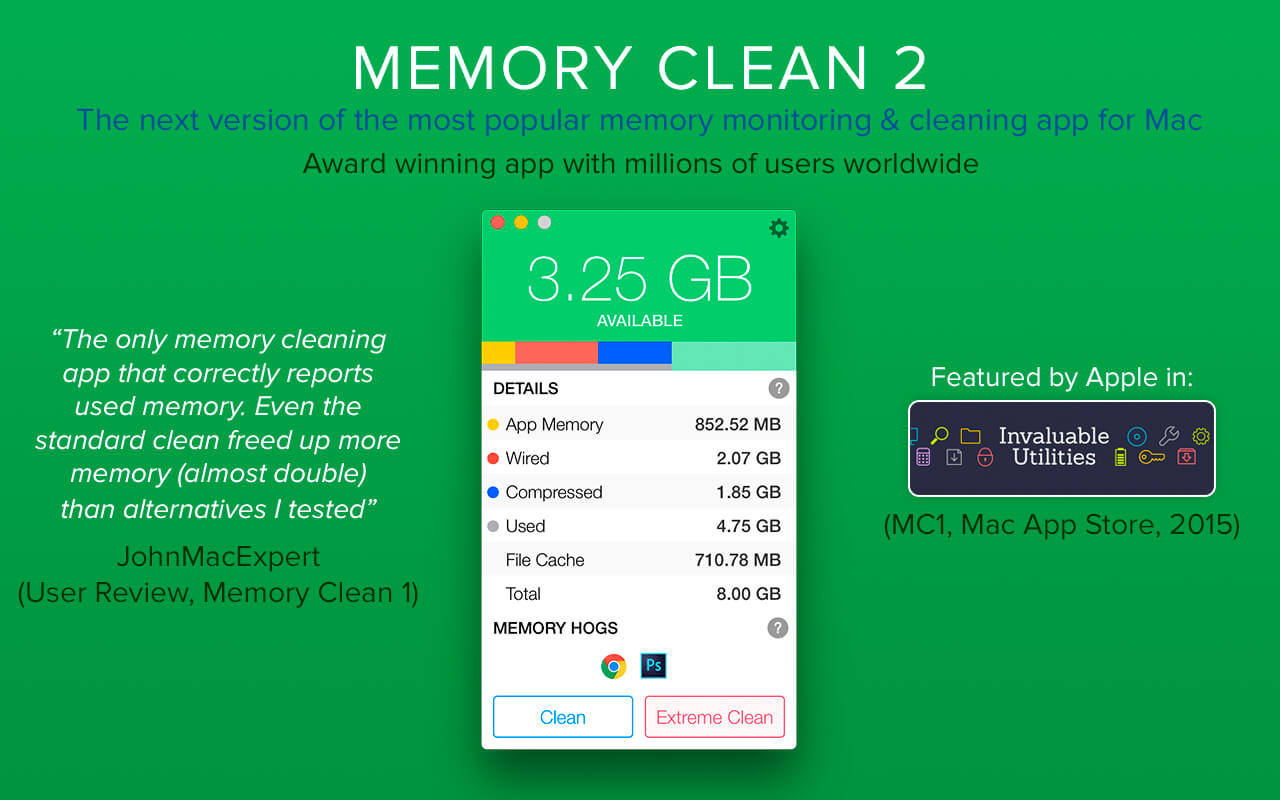 MEMORY CLEAN 2
The next version of the most popular memory monitoring & cleaning app for Mac
Award winning app with millions of users worldwide
“The only memory cleaning
app that correctly reports
used memory. Even the
standard clean freed up more
memory (almost double)
than alternatives I tested”
JohnMacExpert
(User Review, Memory Clean 1)
3.25 GB
AVAILABLE
DETAILS ?
App Memory 852.52 MB
Wired 2.07 GB
Compressed 1.85 GB
Used 4.75 GB
File Cache 710.78 MB
Total 8.00 GB
MEMORY HOGS ?
Ps
Clean Extreme Clean
Featured by Apple in:
Invaluable
Utilities
(MC1, Mac App Store, 2015)